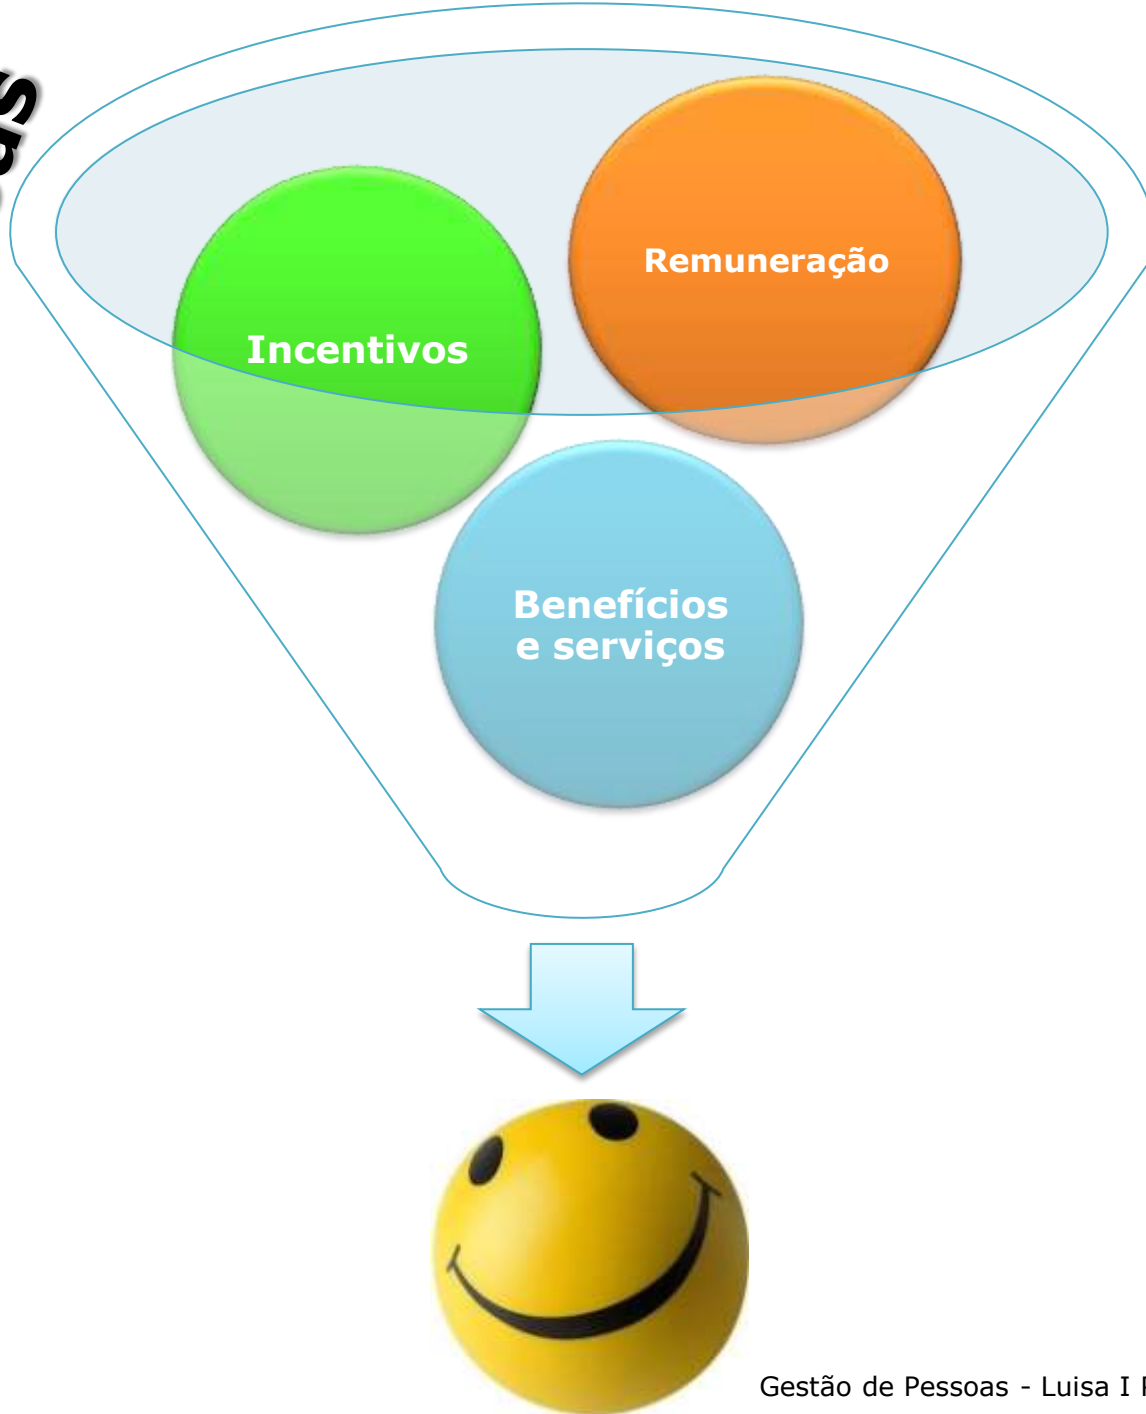 Remuneração
Incentivos
Benefícios
e serviços
Gestão de Pessoas - Luisa I